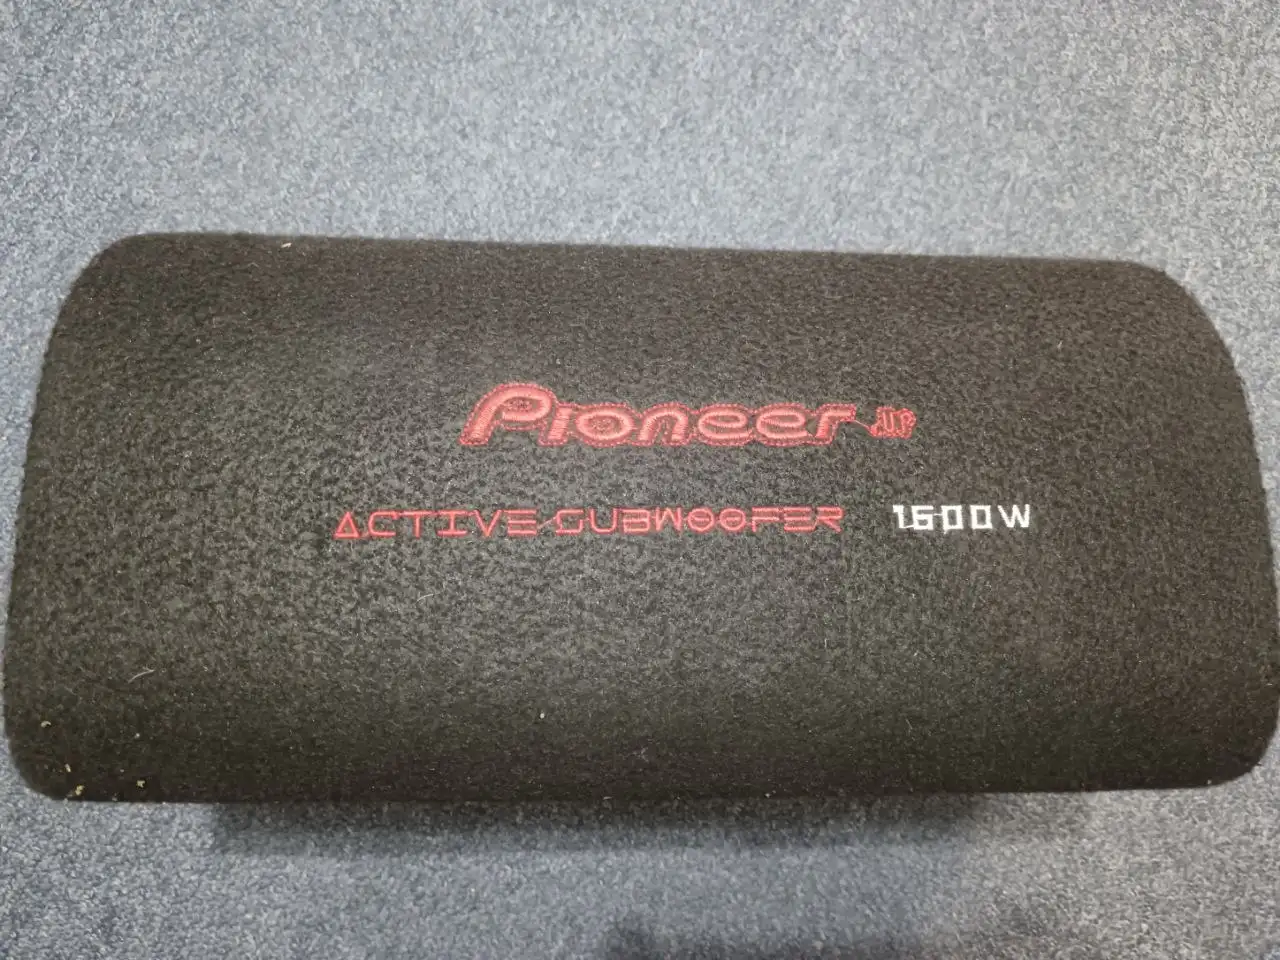 Pioneer
ACTIVE SUBWOOFER 1600W